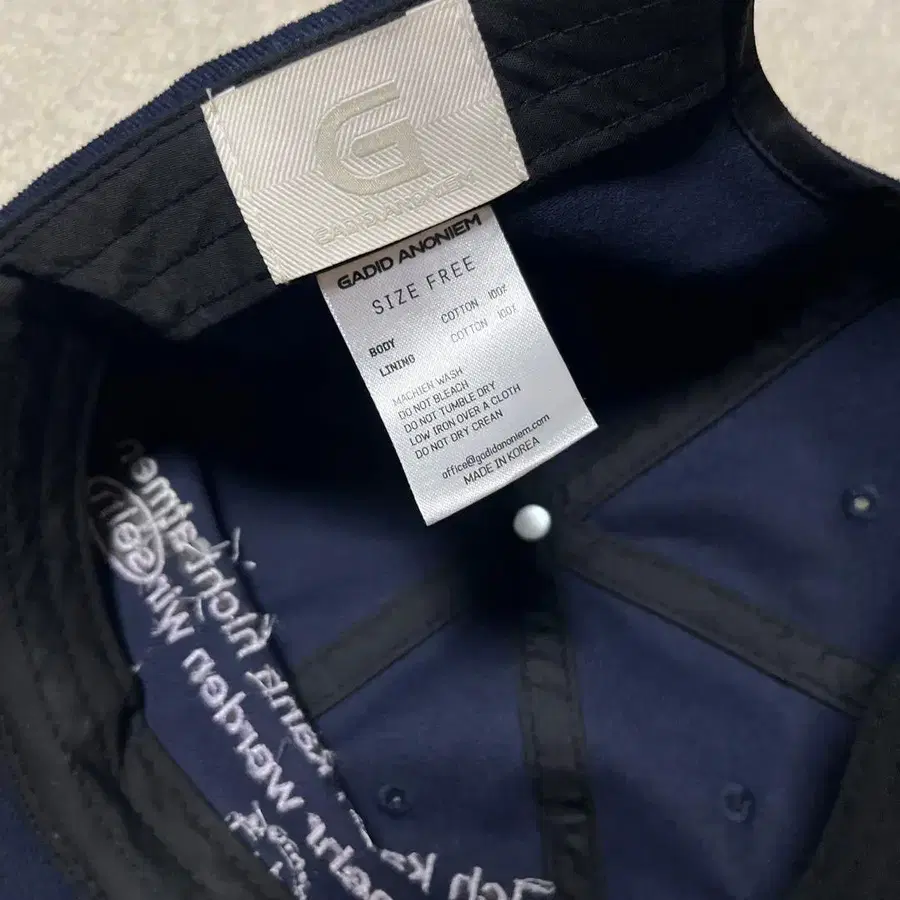 G
GADID ANONIEM
GADID ANONIEM
SIZE FREE
BODY COTTON 100%
LINING COTTON 100%
MACHIEN WASH
DO NOT BLEACH
DO NOT TUMBLE DRY
LOW IRON OVER A CLOTH
DO NOT DRY CREAN
office@gadidanoniem.com
MADE IN KOREA